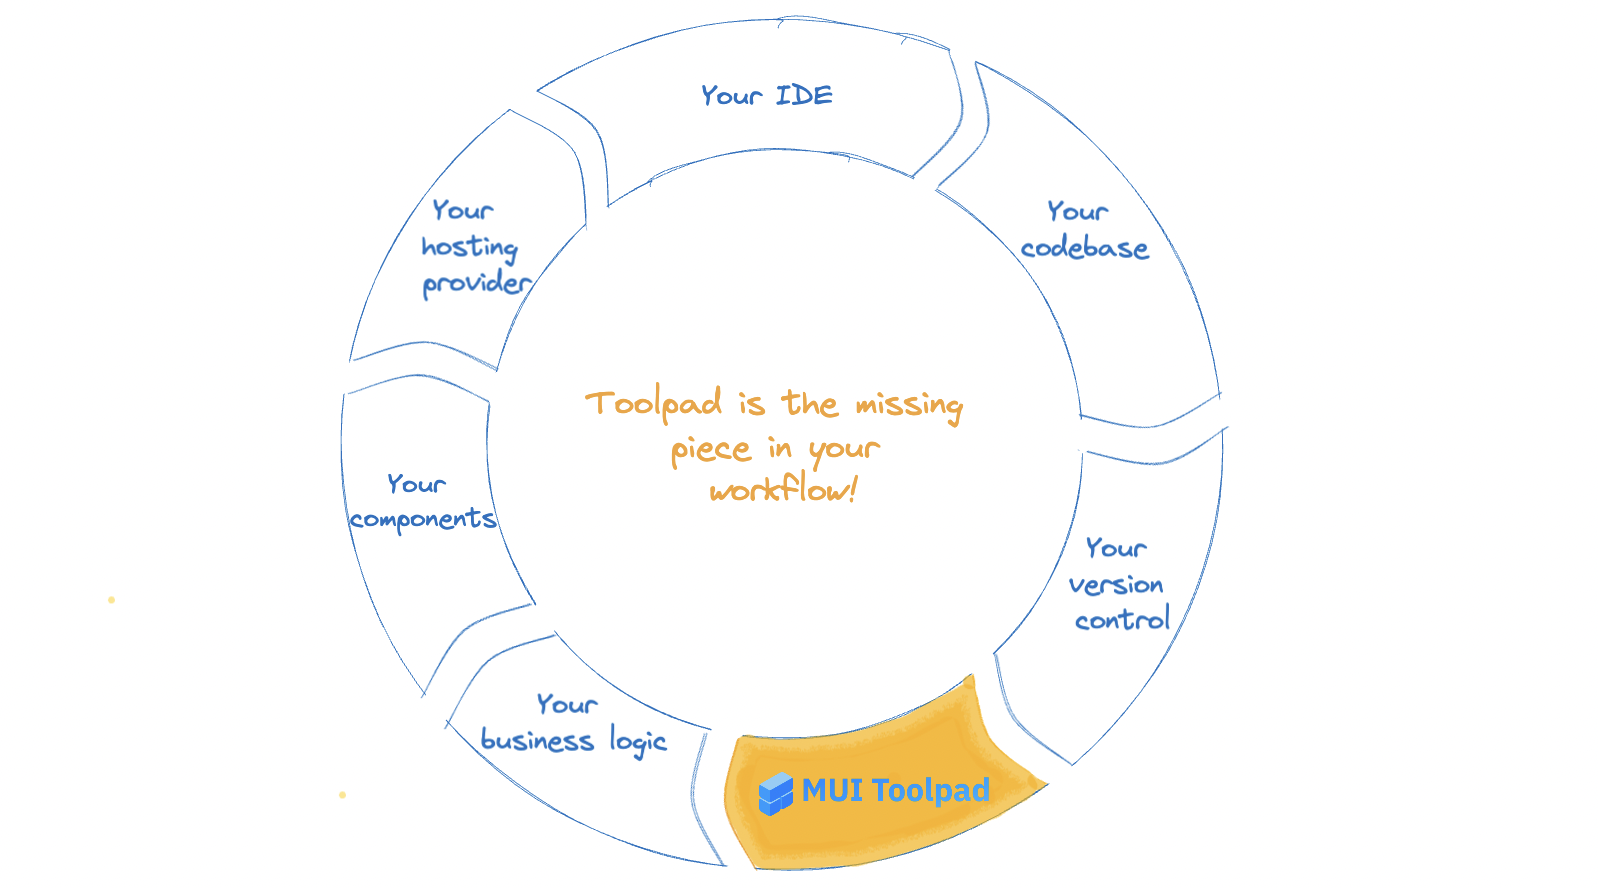 Your IDE
Your
hosting
provider
Your
codebase
Toolpad is the missing
piece in your
workflow!
Your
components
Your
version
control
Your
business logic
MUI Toolpad